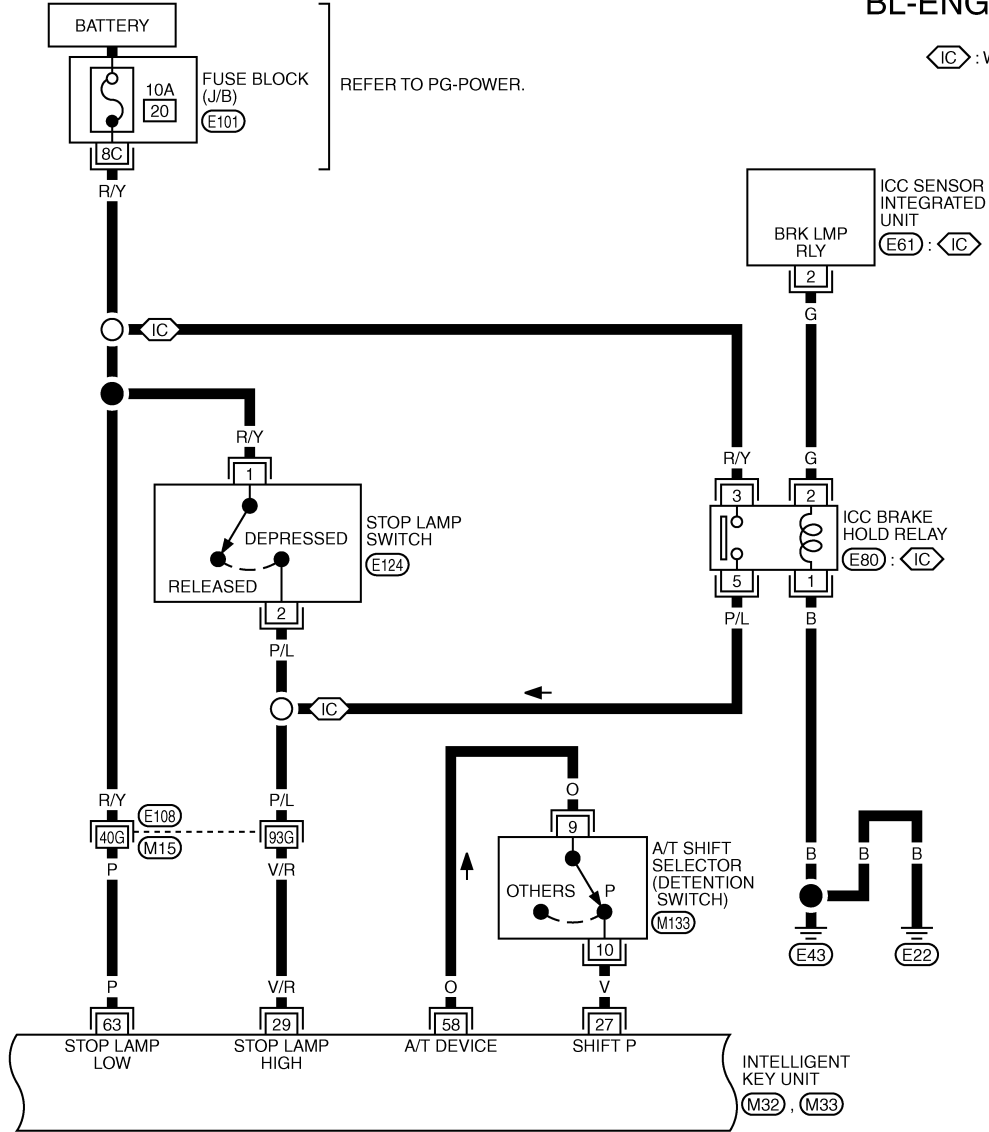 BL-ENG
BATTERY
IC : W
FUSE BLOCK
(J/B)
E101
10A
20
8C
REFER TO PG-POWER.
R/Y
ICC SENSOR
INTEGRATED
UNIT
E61 : IC
BRK LMP
RLY
2
G
IC
R/Y
R/Y
G
1
3
2
DEPRESSED
RELEASED
STOP LAMP
SWITCH
E124
ICC BRAKE
HOLD RELAY
E80 : IC
2
5
1
P/L
P/L
B
IC
O
R/Y
E108
P/L
40G
M15
93G
9
P
V/R
OTHERS
P
A/T SHIFT
SELECTOR
(DETENTION
SWITCH)
M133
B
B
B
10
E43
E22
P
V/R
O
V
63
29
58
27
STOP LAMP
LOW
STOP LAMP
HIGH
A/T DEVICE
SHIFT P
INTELLIGENT
KEY UNIT
M32 , M33